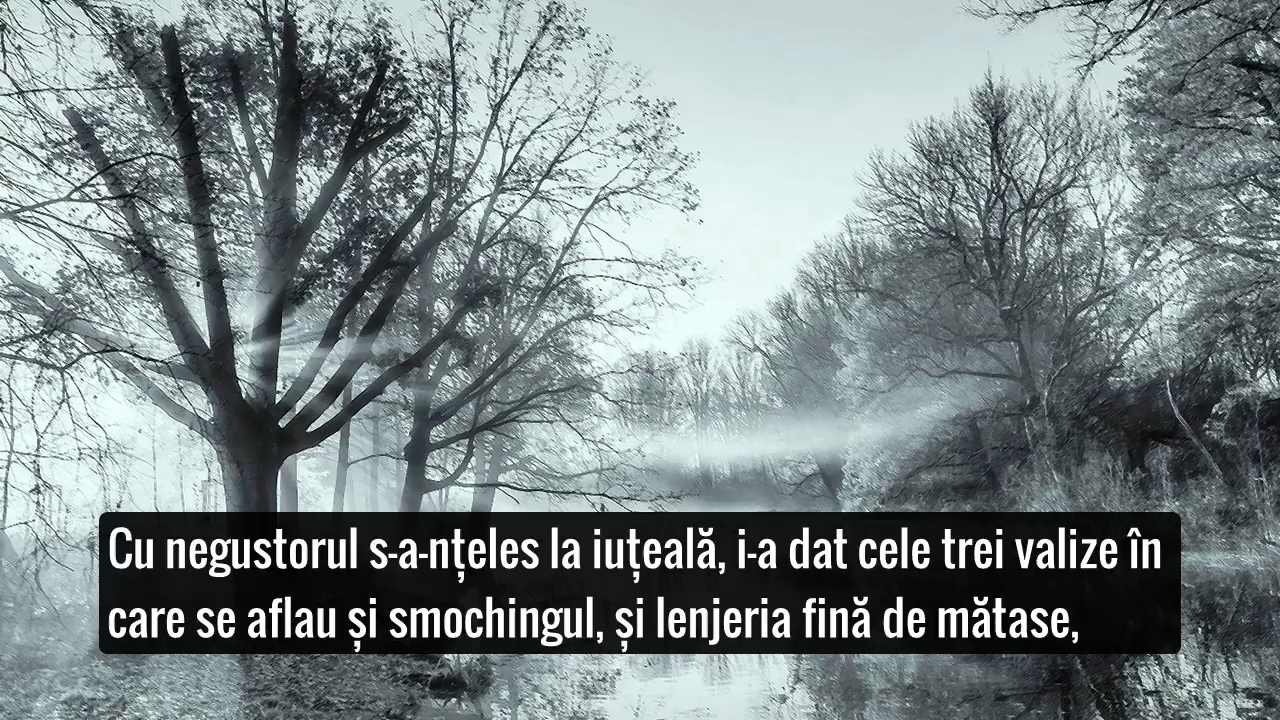 Cu negustorul s-a-nțeles la iuțeală, i-a dat cele trei valize în
care se aflau și smochingul, și lenjeria fină de mătase,